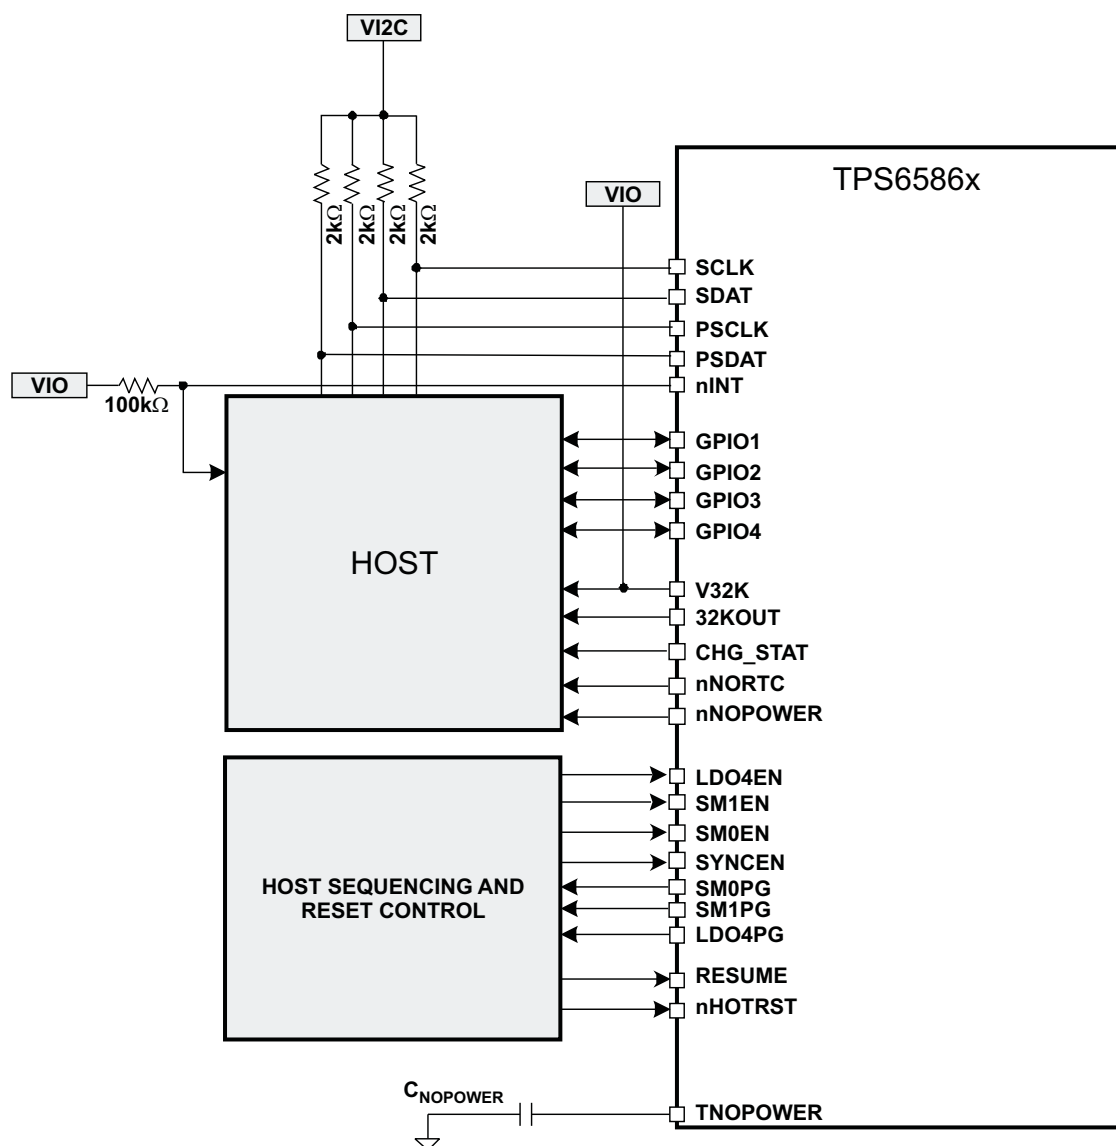 VI2C
TPS6586x
VIO
2kΩ
2kΩ
2kΩ
2kΩ
SCLK
SDAT
PSCLK
PSDAT
nINT
VIO
100kΩ
GPIO1
GPIO2
GPIO3
GPIO4
HOST
V32K
32KOUT
CHG_STAT
nNORTC
nNOPOWER
LDO4EN
SM1EN
SM0EN
SYNCEN
SM0PG
SM1PG
LDO4PG
HOST SEQUENCING AND
RESET CONTROL
RESUME
nHOTRST
CNOPOWER
TNOPOWER